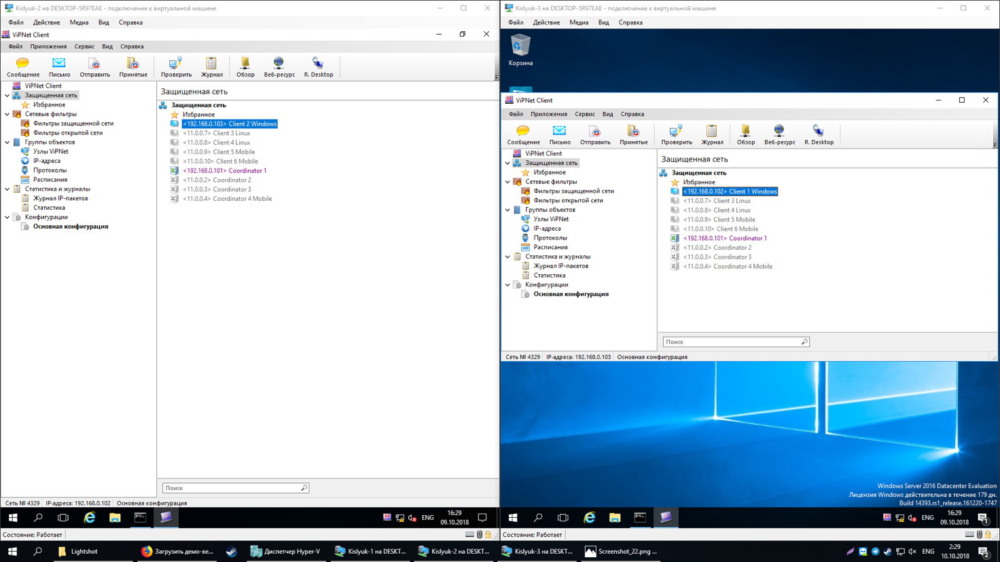 Kislyuk-2 на DESKTOP-5R97EAE - подключение к виртуальной машине
Файл Действие Медиа Вид Справка
ViPNet Client
Файл Приложения Сервис Вид Справка
Сообщение Письмо Отправить Принятые Проверить Журнал Обзор Веб-ресурс R. Desktop
ViPNet Client
Защищенная сеть
Избранное
Сетевые фильтры
Фильтры защищенной сети
Фильтры открытой сети
Группы объектов
Узлы ViPNet
IP-адреса
Протоколы
Расписания
Статистика и журналы
Журнал IP-пакетов
Статистика
Конфигурации
Основная конфигурация
Защищенная сеть
Защищенная сеть
Избранное
<192.168.0.103> Client 2 Windows
<11.0.0.7> Client 3 Linux
<11.0.0.8> Client 4 Linux
<11.0.0.9> Client 5 Mobile
<11.0.0.10> Client 6 Mobile
<192.168.0.101> Coordinator 1
<11.0.0.2> Coordinator 2
<11.0.0.3> Coordinator 3
<11.0.0.4> Coordinator 4 Mobile
Поиск
Сеть № 4329 IP-адреса: 192.168.0.102 Основная конфигурация
ENG 16:29
09.10.2018
Состояние: Работает
Kislyuk-3 на DESKTOP-5R97EAE - подключение к виртуальной машине
Файл Действие Медиа Вид Справка
Корзина
ViPNet Client
Файл Приложения Сервис Вид Справка
Сообщение Письмо Отправить Принятые Проверить Журнал Обзор Веб-ресурс R. Desktop
ViPNet Client
Защищенная сеть
Избранное
Сетевые фильтры
Фильтры защищенной сети
Фильтры открытой сети
Группы объектов
Узлы ViPNet
IP-адреса
Протоколы
Расписания
Статистика и журналы
Журнал IP-пакетов
Статистика
Конфигурации
Основная конфигурация
Защищенная сеть
Защищенная сеть
Избранное
<192.168.0.102> Client 1 Windows
<11.0.0.7> Client 3 Linux
<11.0.0.8> Client 4 Linux
<11.0.0.9> Client 5 Mobile
<11.0.0.10> Client 6 Mobile
<192.168.0.101> Coordinator 1
<11.0.0.2> Coordinator 2
<11.0.0.3> Coordinator 3
<11.0.0.4> Coordinator 4 Mobile
Поиск
Сеть № 4329 IP-адреса: 192.168.0.103 Основная конфигурация
Windows Server 2016 Datacenter Evaluation
Лицензия Windows действительна в течение 179 дн.
Build 14393.rs1_release.161220-1747
ENG 16:29
09.10.2018
1
Состояние: Работает
Lightshot Загрузить демо-ве... Диспетчер Hyper-V Kislyuk-1 на DESKT... Kislyuk-2 на DESKT... Kislyuk-3 на DESKT... Screenshot_22.png ... ENG 2:29
10.10.2018
2